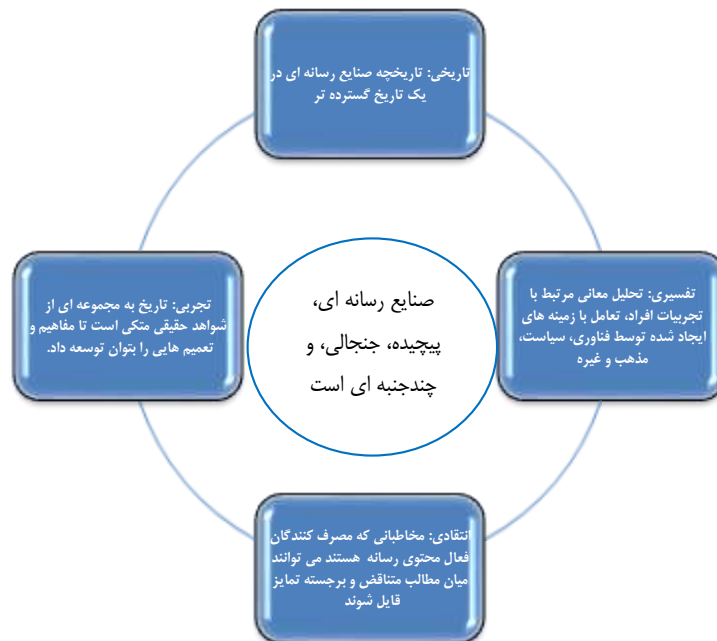 تاریخی: تاریخچه صنایع رسانه ای در
یک تاریخ گسترده تر
تفسیری: تحلیل معانی مرتبط با
تجربیات افراد، تعامل با زمینه های
ایجاد شده توسط فناوری، سیاست،
مذهب و غیره
صنایع رسانه ای،
پیچیده، جنجالی، و
چندجنبه ای است
تجربی: تاریخ به مجموعه ای از
شواهد حقیقی متکی است تا مفاهیم و
تعمیم هایی را بتوان توسعه داد.
انتقادی: مخاطبانی که مصرف کنندگان
فعال محتوی رسانه هستند می توانند
میان مطالب متناقض و برجسته تمایز
قایل شوند